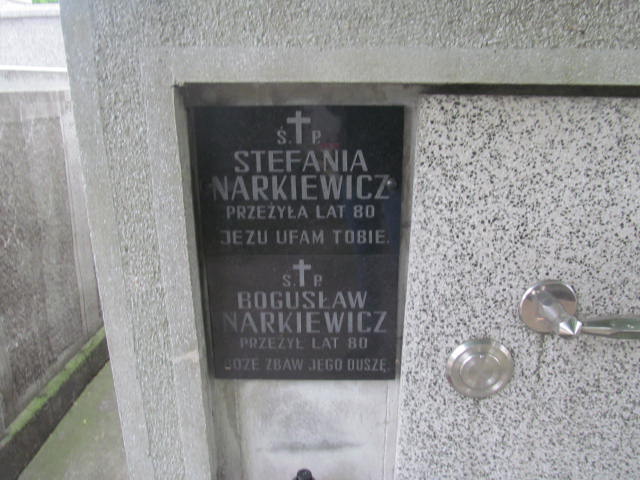 Ś. P.
STEFANIA
NARKIEWICZ
PRZEŻYŁA LAT 80
JEZU UFAM TOBIE.
Ś. P.
BOGUSŁAW
NARKIEWICZ
PRZEŻYŁ LAT 80
BOŻE ZBAW JEGO DUSZĘ.